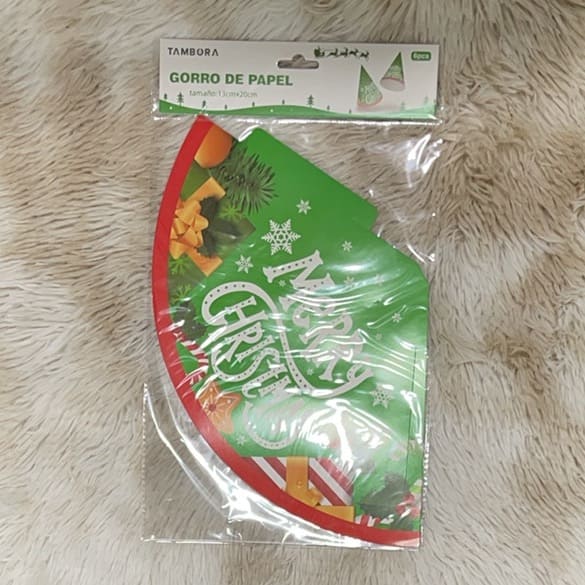 TAMBORA
6pcs
GORRO DE PAPEL
tamaño:13cm×20cm
MERRY
CHRISTMAS